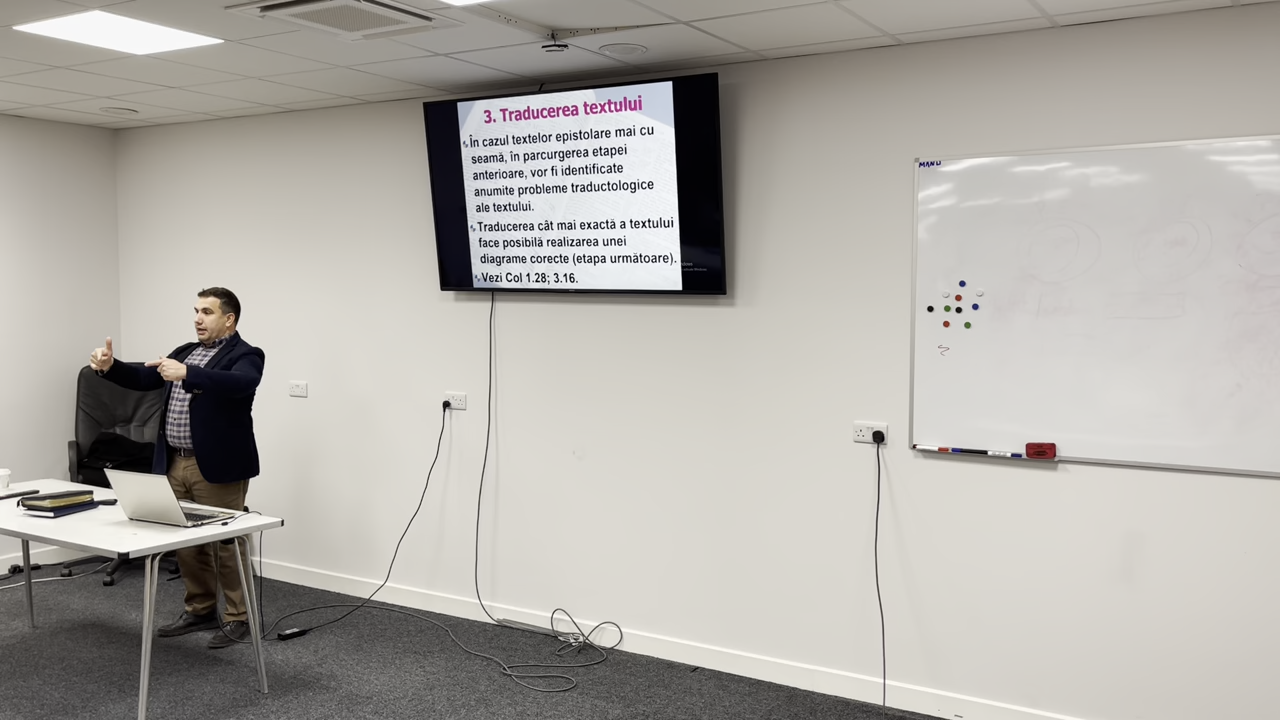 3. Traducerea textului
În cazul textelor epistolare mai cu
seamă, în parcurgerea etapei
anterioare, vor fi identificate
anumite probleme traductologice
ale textului.
Traducerea cât mai exactă a textului
face posibilă realizarea unei
diagrame corecte (etapa următoare).
Vezi Col 1.28; 3.16.
MANU